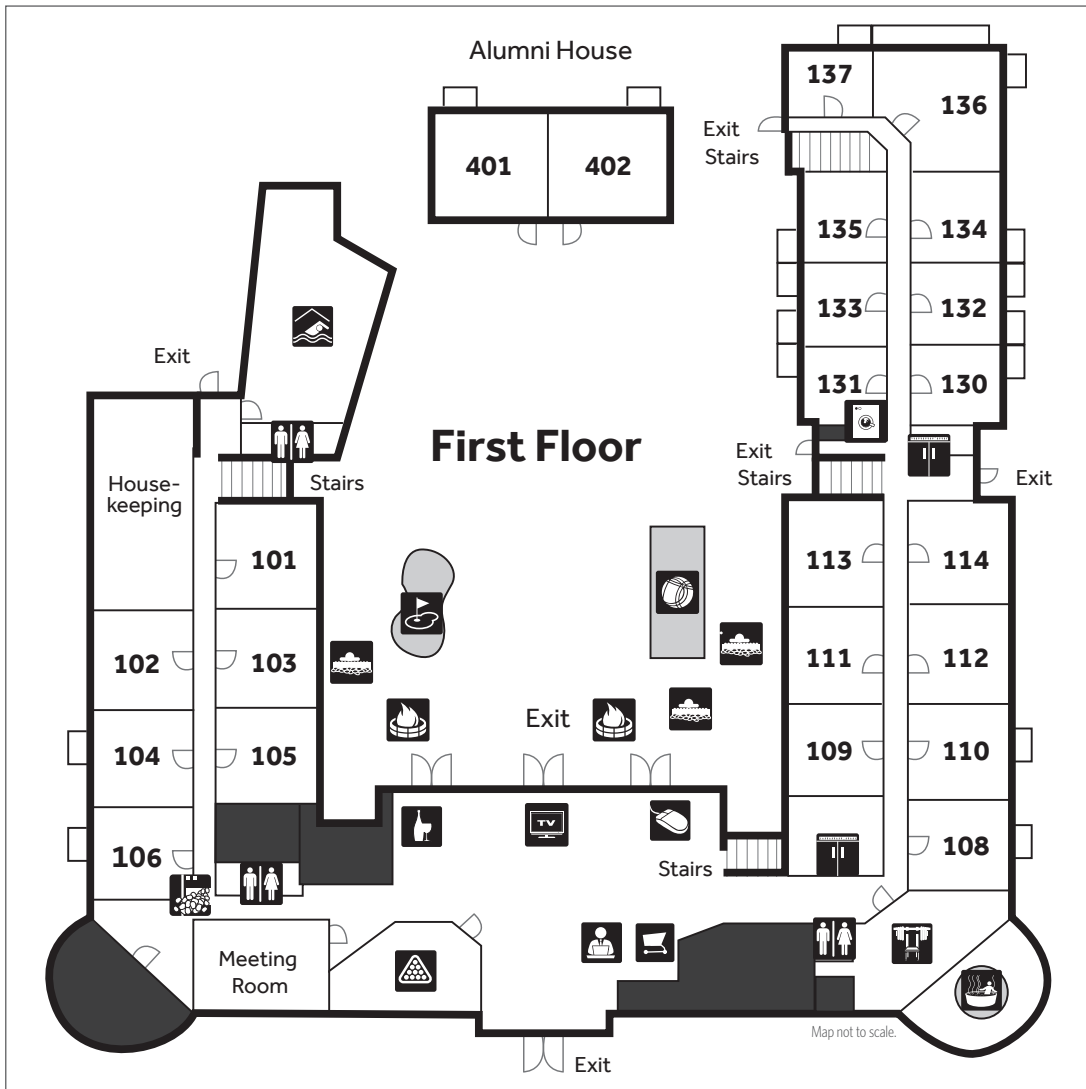 Alumni House
137
136
Exit
Stairs
401
402
135
134
133
132
Exit
131
130
First Floor
Exit
Stairs
House-
keeping
Stairs
Exit
101
113
114
102
103
111
112
Exit
104
105
109
110
TV
106
Stairs
108
Meeting
Room
Map not to scale.
Exit